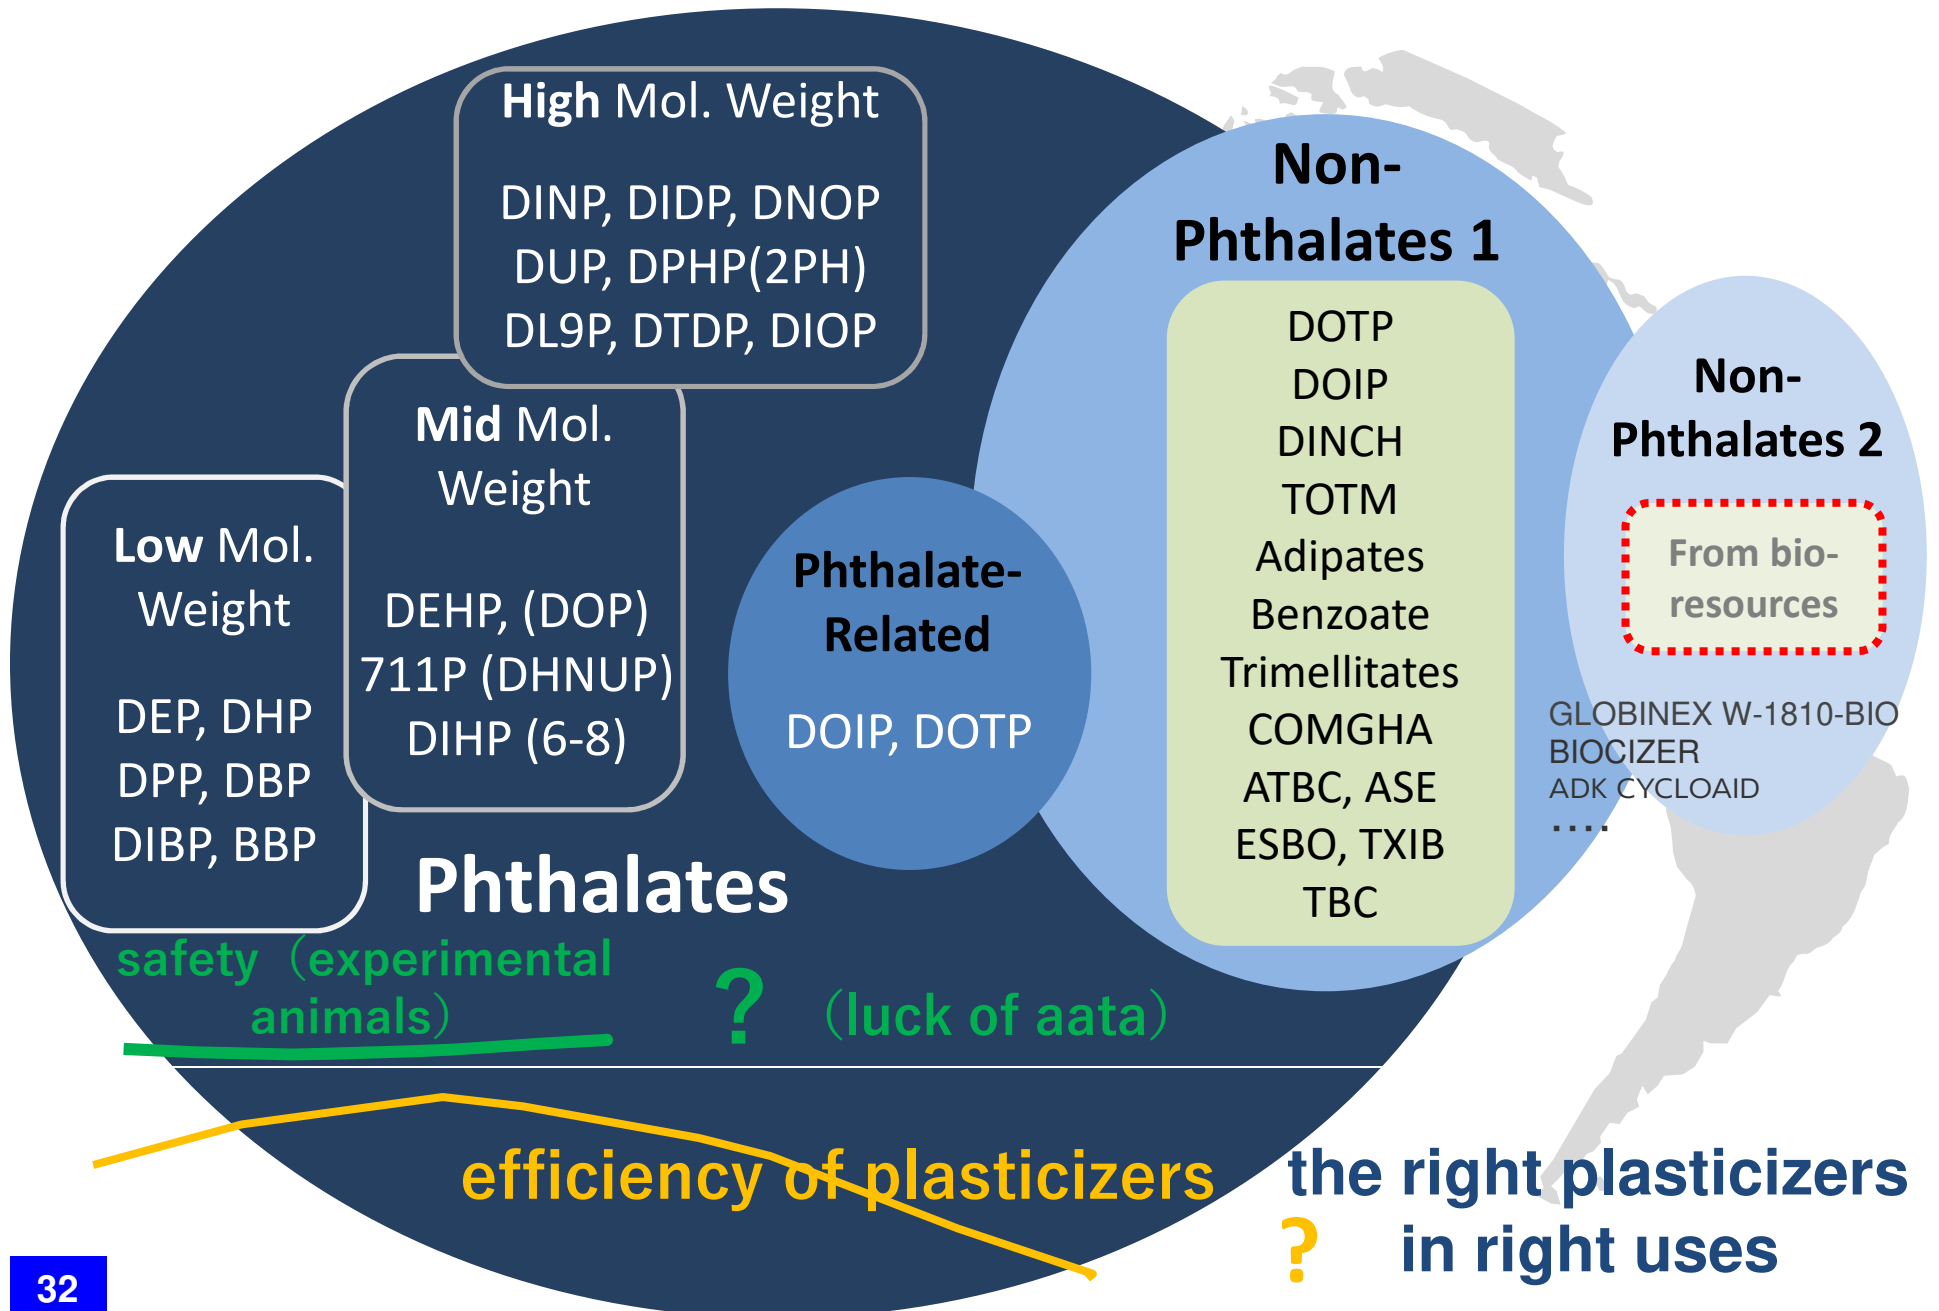 High Mol. Weight
DINP, DIDP, DNOP
DUP, DPHP(2PH)
DL9P, DTDP, DIOP
Mid Mol.
Weight
DEHP, (DOP)
711P (DHNUP)
DIHP (6-8)
Low Mol.
Weight
DEP, DHP
DPP, DBP
DIBP, BBP
Phthalates
Phthalate-
Related
DOIP, DOTP
Non-
Phthalates 1
DOTP
DOIP
DINCH
TOTM
Adipates
Benzoate
Trimellitates
COMGHA
ATBC, ASE
ESBO, TXIB
TBC
Non-
Phthalates 2
From bio-
resources
GLOBINEX W-1810-BIO
BIOCIZER
ADK CYCLOAID
....
safety（experimental
animals）
? （luck of aata）
efficiency of plasticizers
the right plasticizers
? in right uses
32